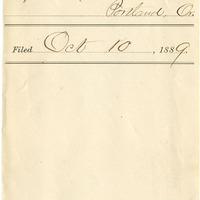 Portland, Or.
Filed Oct 10, 1889.